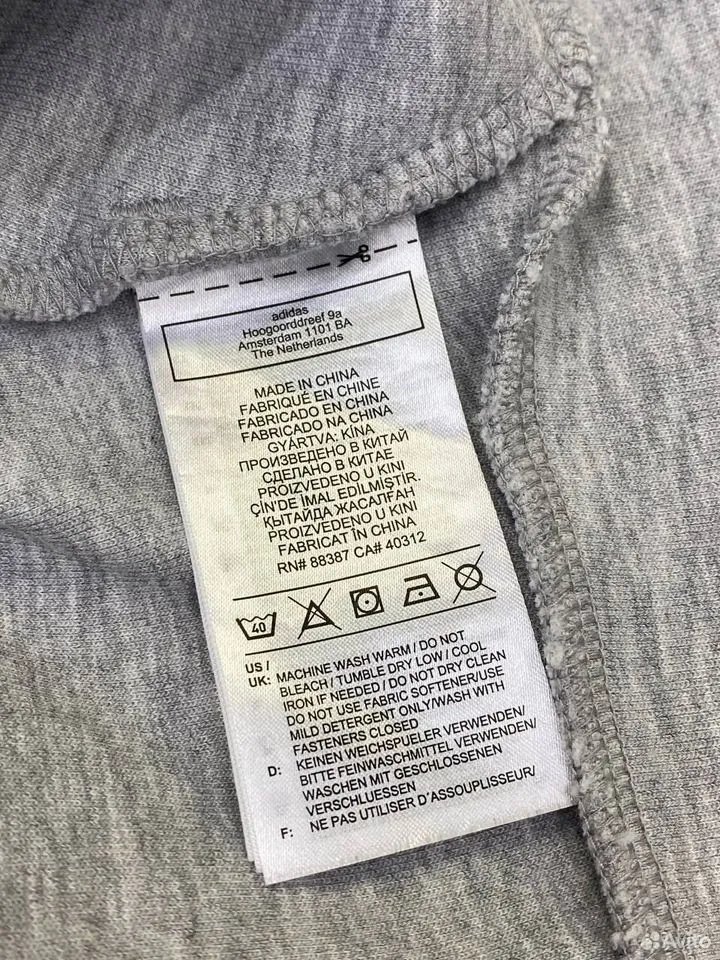 adidas
Hoogoorddreef 9a
Amsterdam 1101 BA
The Netherlands
MADE IN CHINA
FABRIQUÉ EN CHINE
FABRICADO EN CHINA
FABRICADO NA CHINA
GYÁRTVA: KÍNA
ПРОИЗВЕДЕНО В КИТАЙ
СДЕЛАНО В КИТАЕ
PROIZVEDENO U KINI
ÇİN'DE İMAL EDİLMİŞTİR.
ҚЫТАЙДА ЖАСАЛҒАН
PROIZVEDENO U KINI
FABRICAT ÎN CHINA
RN# 88387 CA# 40312
40
US /
UK: MACHINE WASH WARM / DO NOT
BLEACH / TUMBLE DRY LOW / COOL
IRON IF NEEDED / DO NOT DRY CLEAN
DO NOT USE FABRIC SOFTENER/USE
MILD DETERGENT ONLY/WASH WITH
FASTENERS CLOSED
D: KEINEN WEICHSPUELER VERWENDEN/
BITTE FEINWASCHMITTEL VERWENDEN/
WASCHEN MIT GESCHLOSSENEN
VERSCHLUESSEN
F: NE PAS UTILISER D'ASSOUPLISSEUR/
Avito